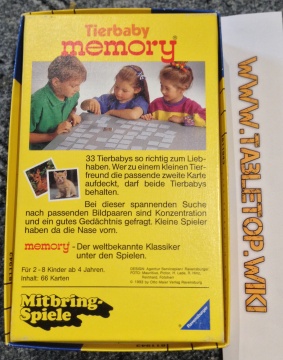 Tierbaby
memory®
33 Tierbabys so richtig zum Lieb-
haben. Wer zu einem kleinen Tier-
freund die passende zweite Karte
aufdeckt, darf beide Tierbabys
behalten.
Bei dieser spannenden Suche
nach passenden Bildpaaren sind Konzentration
und ein gutes Gedächtnis gefragt. Kleine Spieler
haben da die Nase vorn.
memory® - Der weltbekannte Klassiker
unter den Spielen.
Für 2 - 8 Kinder ab 4 Jahren.
Inhalt: 66 Karten
Mitbring-
Spiele
Ravensburger
WWW.TABLETOP.WIKI